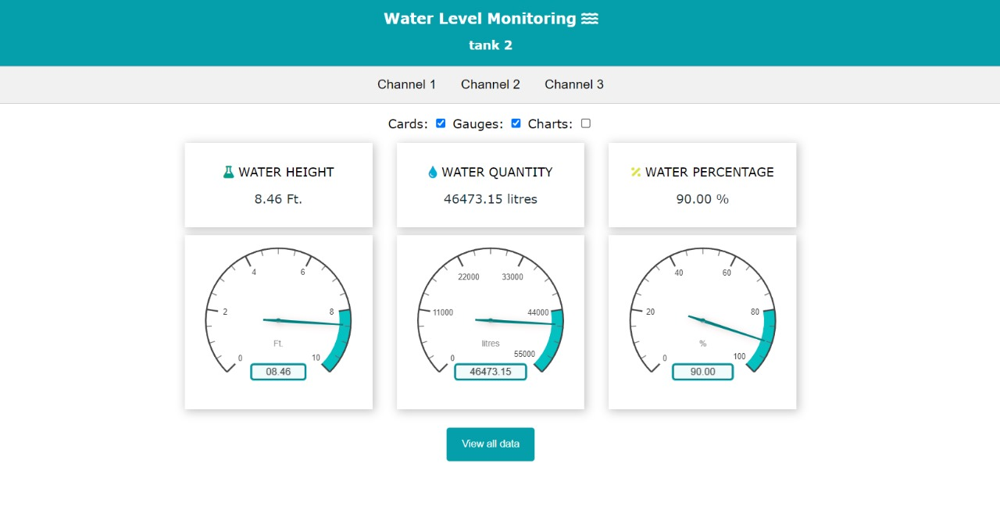 Water Level Monitoring
tank 2
Channel 1 Channel 2 Channel 3
Cards: Gauges: Charts:
WATER HEIGHT
8.46 Ft.
WATER QUANTITY
46473.15 litres
WATER PERCENTAGE
90.00 %
0 2 4 6 8 10
Ft.
08.46
0 11000 22000 33000 44000 55000
litres
46473.15
0 20 40 60 80 100
%
90.00
View all data